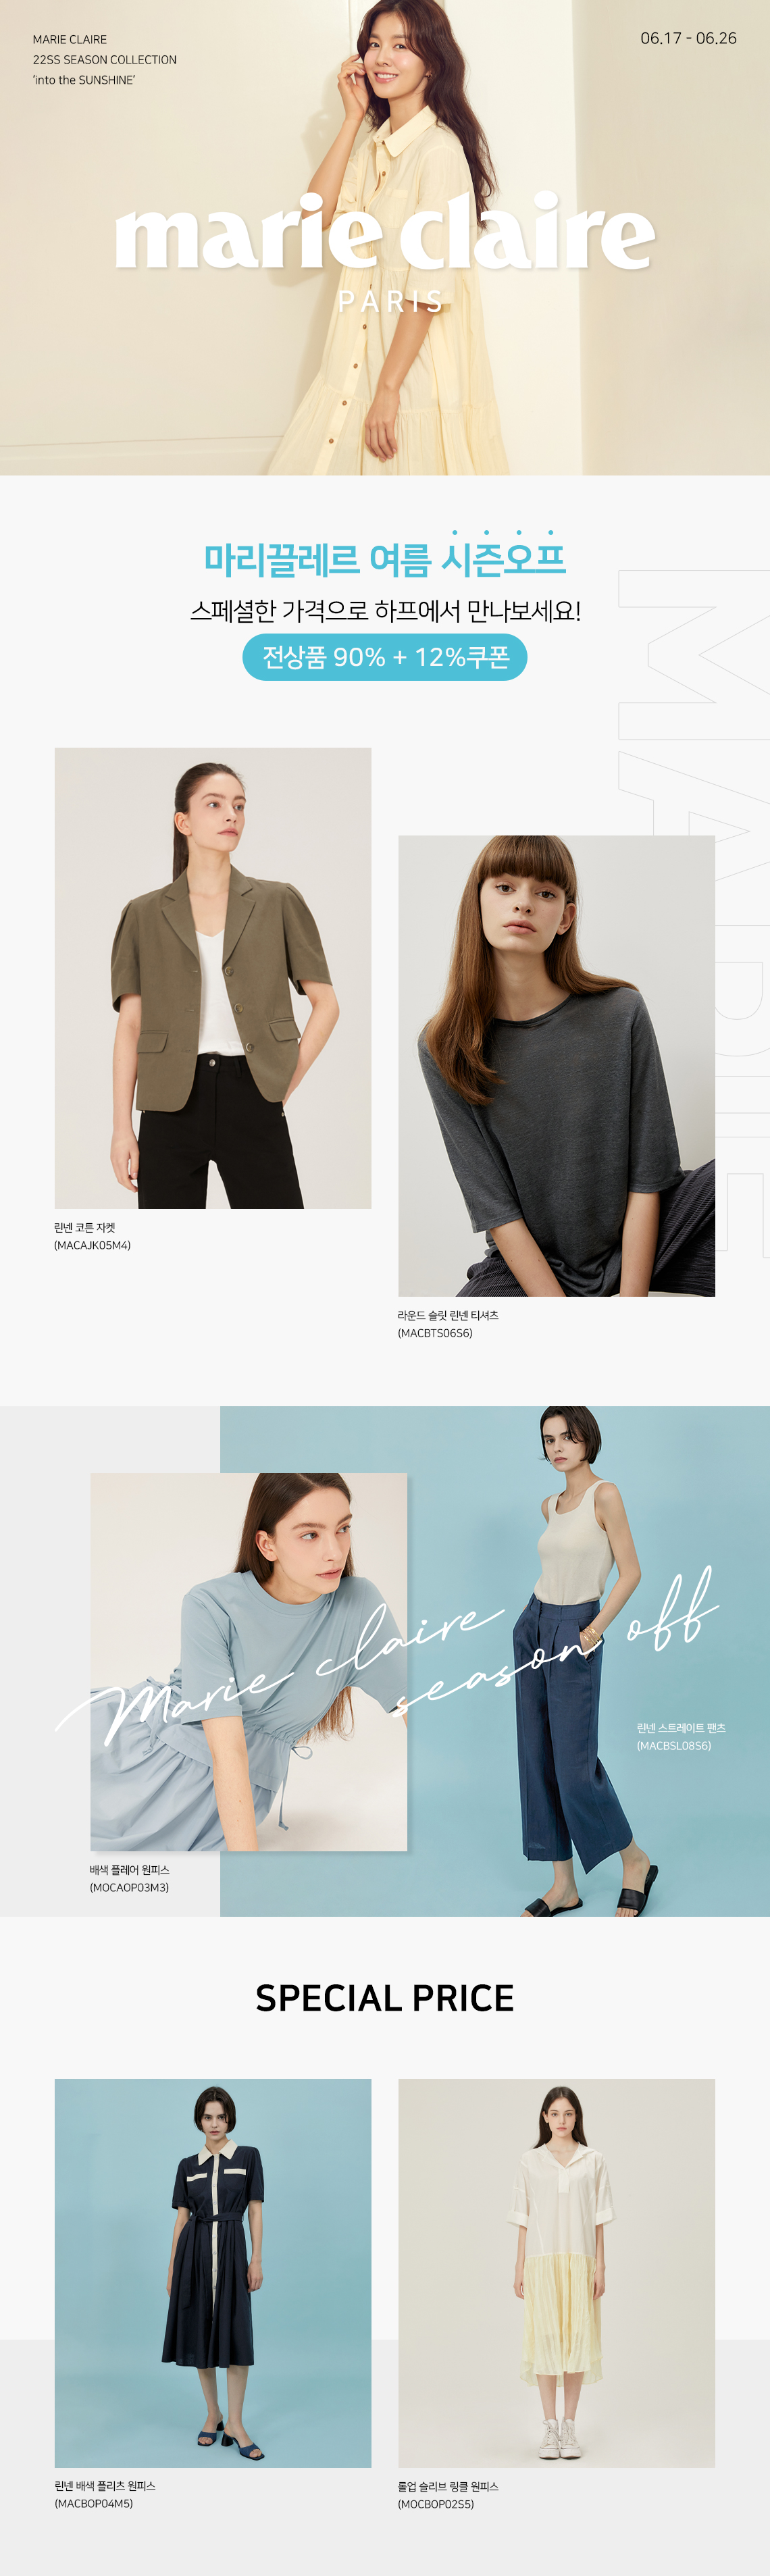 MARIE CLAIRE
22SS SEASON COLLECTION
'into the SUNSHINE'
06.17 - 06.26
marie claire
PARIS
마리끌레르 여름 시즌오프
스페셜한 가격으로 하프에서 만나보세요!
전상품 90% + 12%쿠폰
MARIE
린넨 코튼 자켓
(MACAJK05M4)
라운드 슬릿 린넨 티셔츠
(MACBTS06S6)
Marie claire
season off
린넨 스트레이트 팬츠
(MACBSL08S6)
배색 플레어 원피스
(MOCAOP03M3)
SPECIAL PRICE
린넨 배색 플리츠 원피스
(MACBOP04M5)
롤업 슬리브 링클 원피스
(MOCBOP02S5)